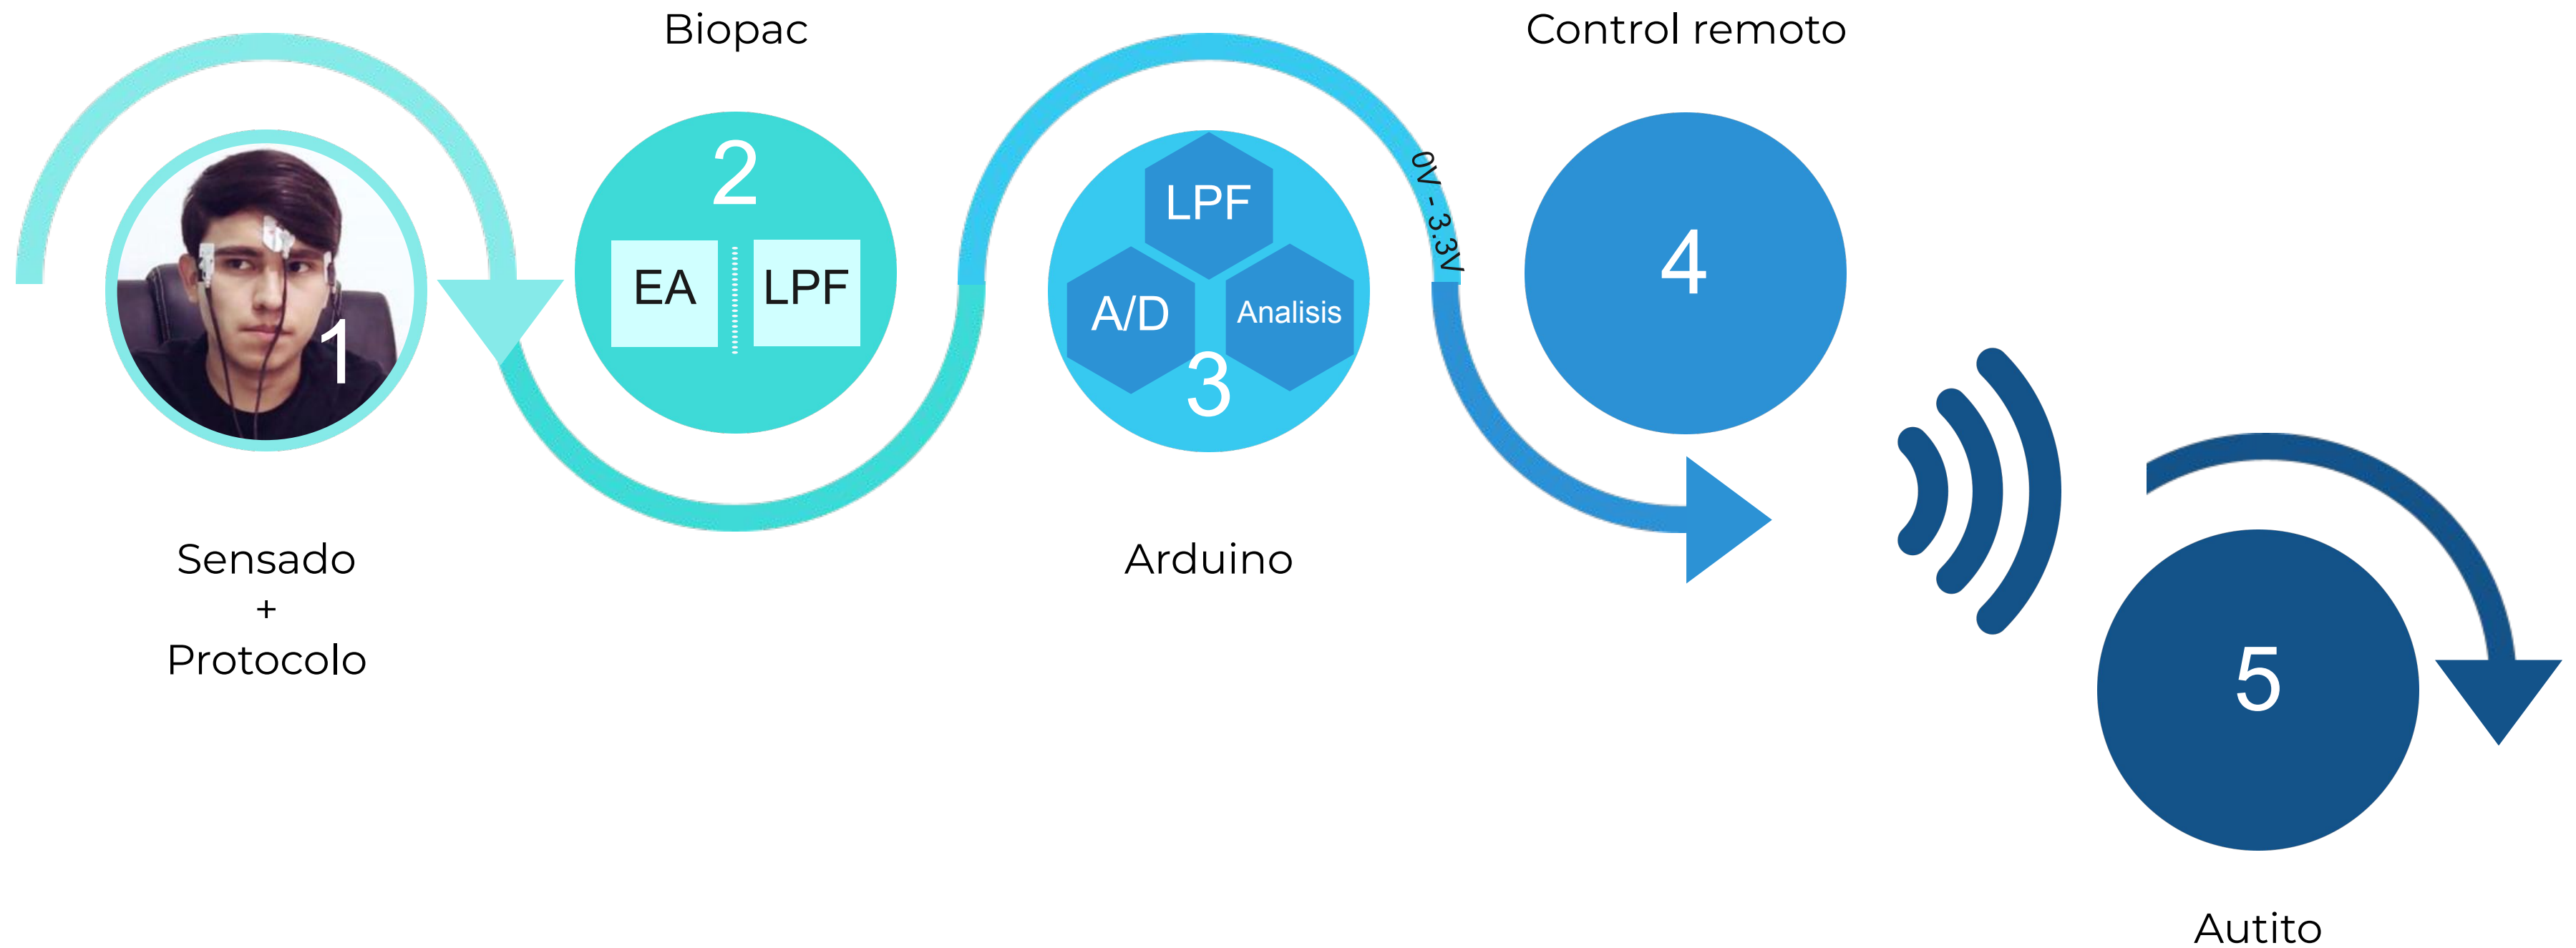 1
Sensado
+
Protocolo
Biopac
2
EA
LPF
LPF
A/D
Analisis
3
Arduino
0V - 3.3V
Control remoto
4
5
Autito